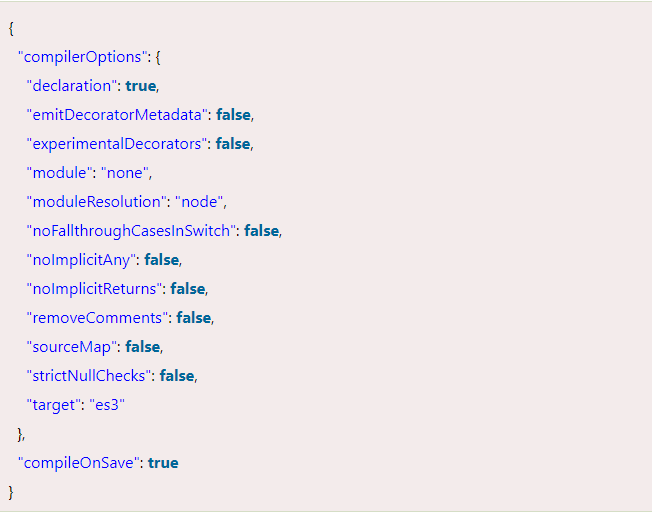 {
"compilerOptions": {
"declaration": true,
"emitDecoratorMetadata": false,
"experimentalDecorators": false,
"module": "none",
"moduleResolution": "node",
"noFallthroughCasesInSwitch": false,
"noImplicitAny": false,
"noImplicitReturns": false,
"removeComments": false,
"sourceMap": false,
"strictNullChecks": false,
"target": "es3"
},
"compileOnSave": true
}